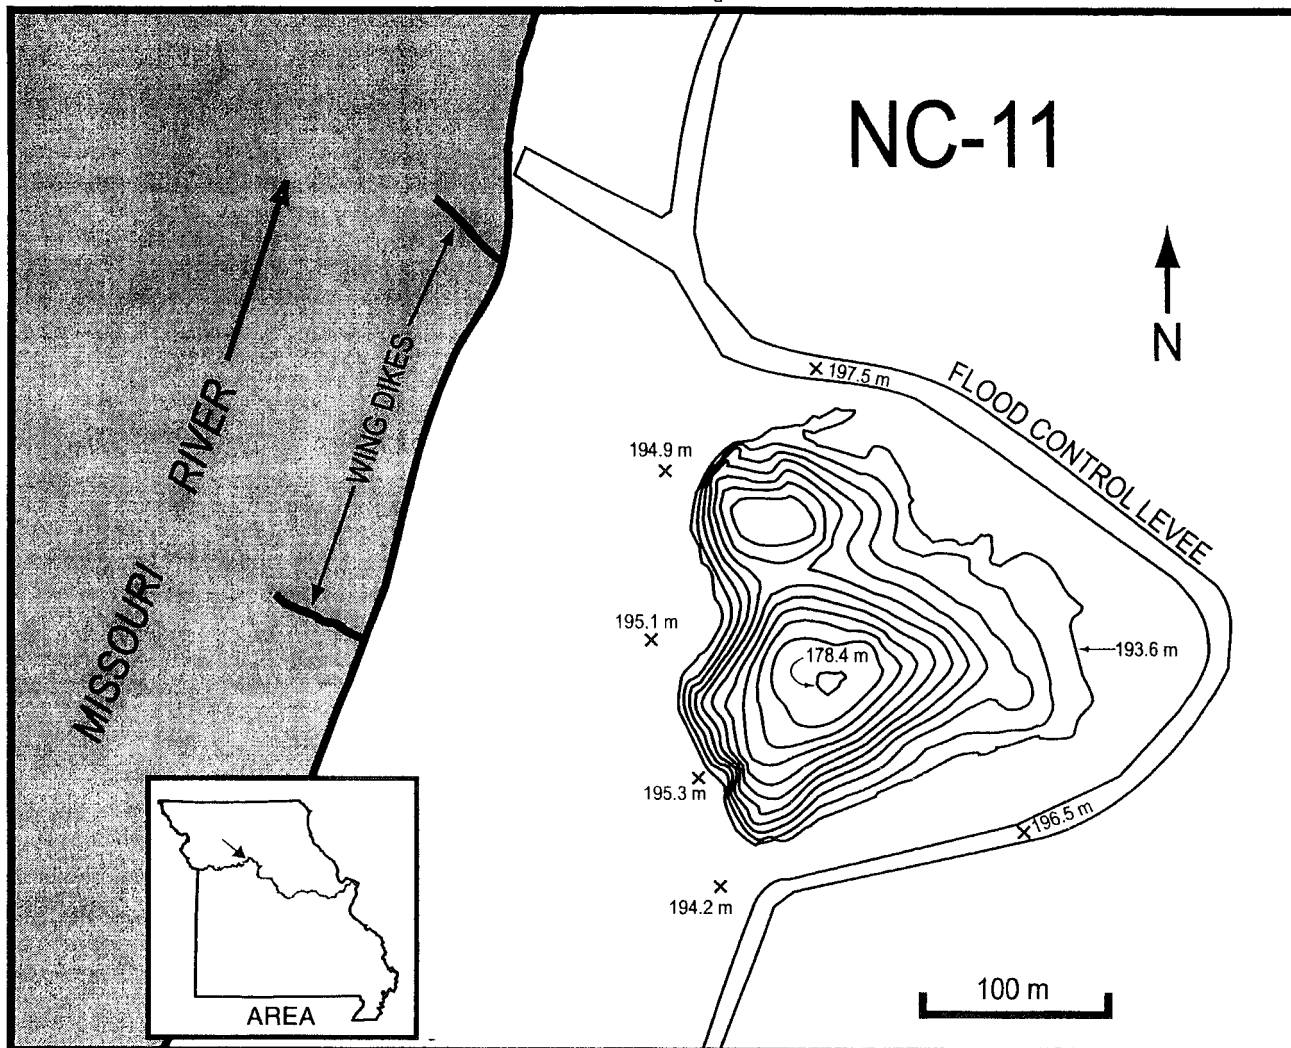 NC-11
N
MISSOURI RIVER
WING DIKES
FLOOD CONTROL LEVEE
197.5 m
194.9 m
195.1 m
178.4 m
193.6 m
195.3 m
196.5 m
194.2 m
100 m
AREA